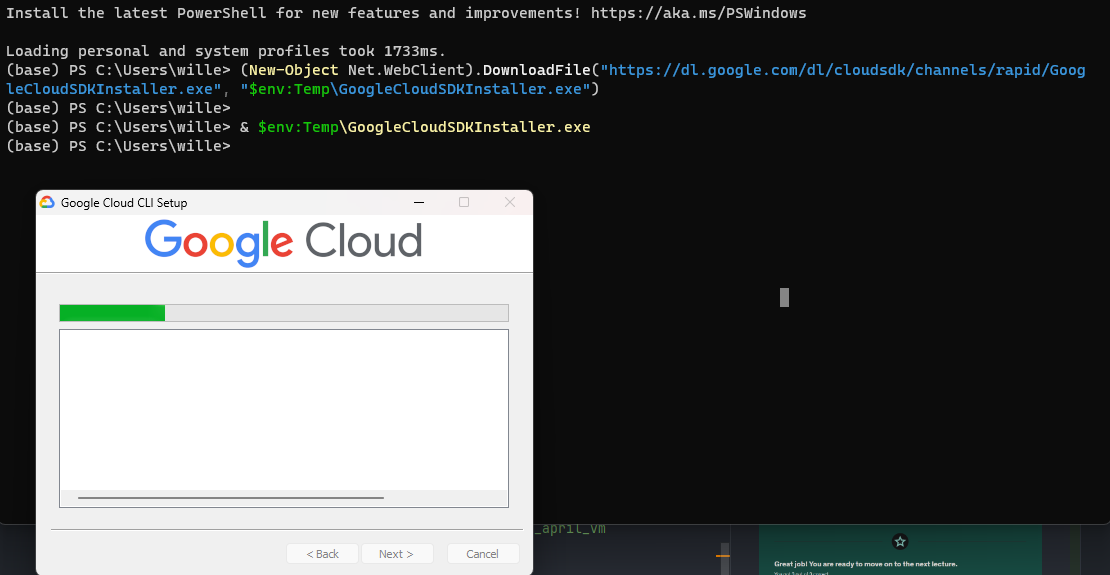 Install the latest PowerShell for new features and improvements! https://aka.ms/PSWindows
Loading personal and system profiles took 1733ms.
(base) PS C:\Users\wille> (New-Object Net.WebClient).DownloadFile("https://dl.google.com/dl/cloudsdk/channels/rapid/Goog
leCloudSDKInstaller.exe", "$env:Temp\GoogleCloudSDKInstaller.exe")
(base) PS C:\Users\wille>
(base) PS C:\Users\wille> & $env:Temp\GoogleCloudSDKInstaller.exe
(base) PS C:\Users\wille>
Google Cloud CLI Setup
Google Cloud
_april_vm
< Back Next > Cancel
Great job! You are ready to move on to the next lecture.